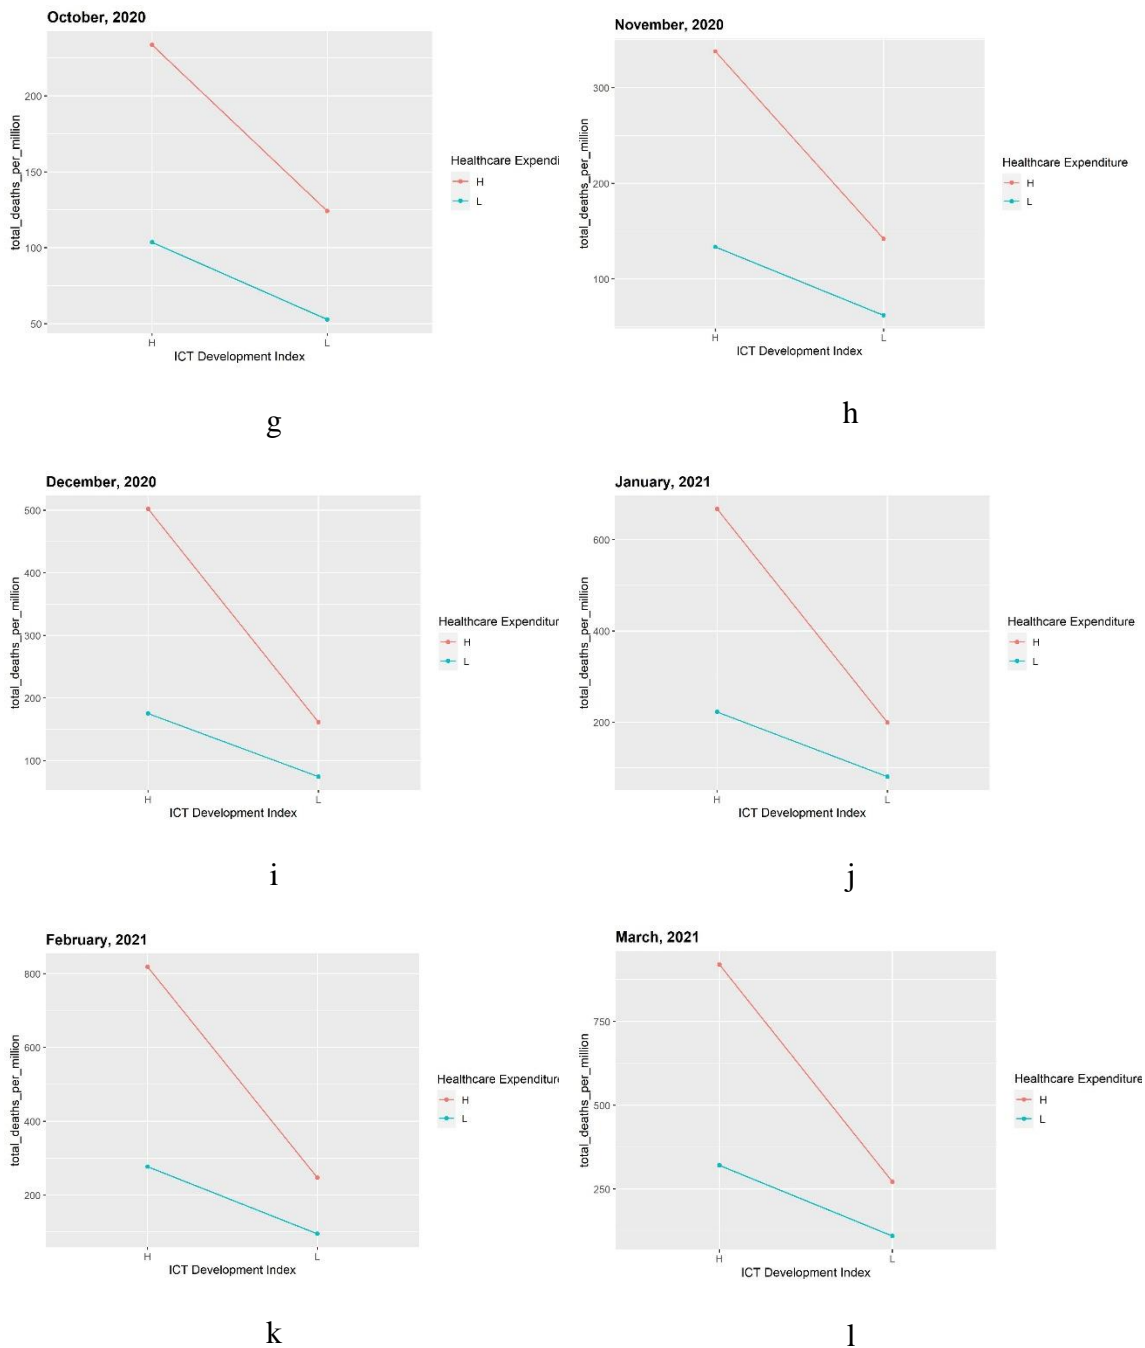 October, 2020
total_deaths_per_million
200
150
100
50
H
L
ICT Development Index
Healthcare Expendi
H
L
g
November, 2020
total_deaths_per_million
300
200
100
H
L
ICT Development Index
Healthcare Expenditure
H
L
h
December, 2020
total_deaths_per_million
500
400
300
200
100
H
L
ICT Development Index
Healthcare Expenditur
H
L
i
January, 2021
total_deaths_per_million
600
400
200
H
L
ICT Development Index
Healthcare Expenditure
H
L
j
February, 2021
total_deaths_per_million
800
600
400
200
H
L
ICT Development Index
Healthcare Expenditur
H
L
k
March, 2021
total_deaths_per_million
750
500
250
H
L
ICT Development Index
Healthcare Expenditure
H
L
l